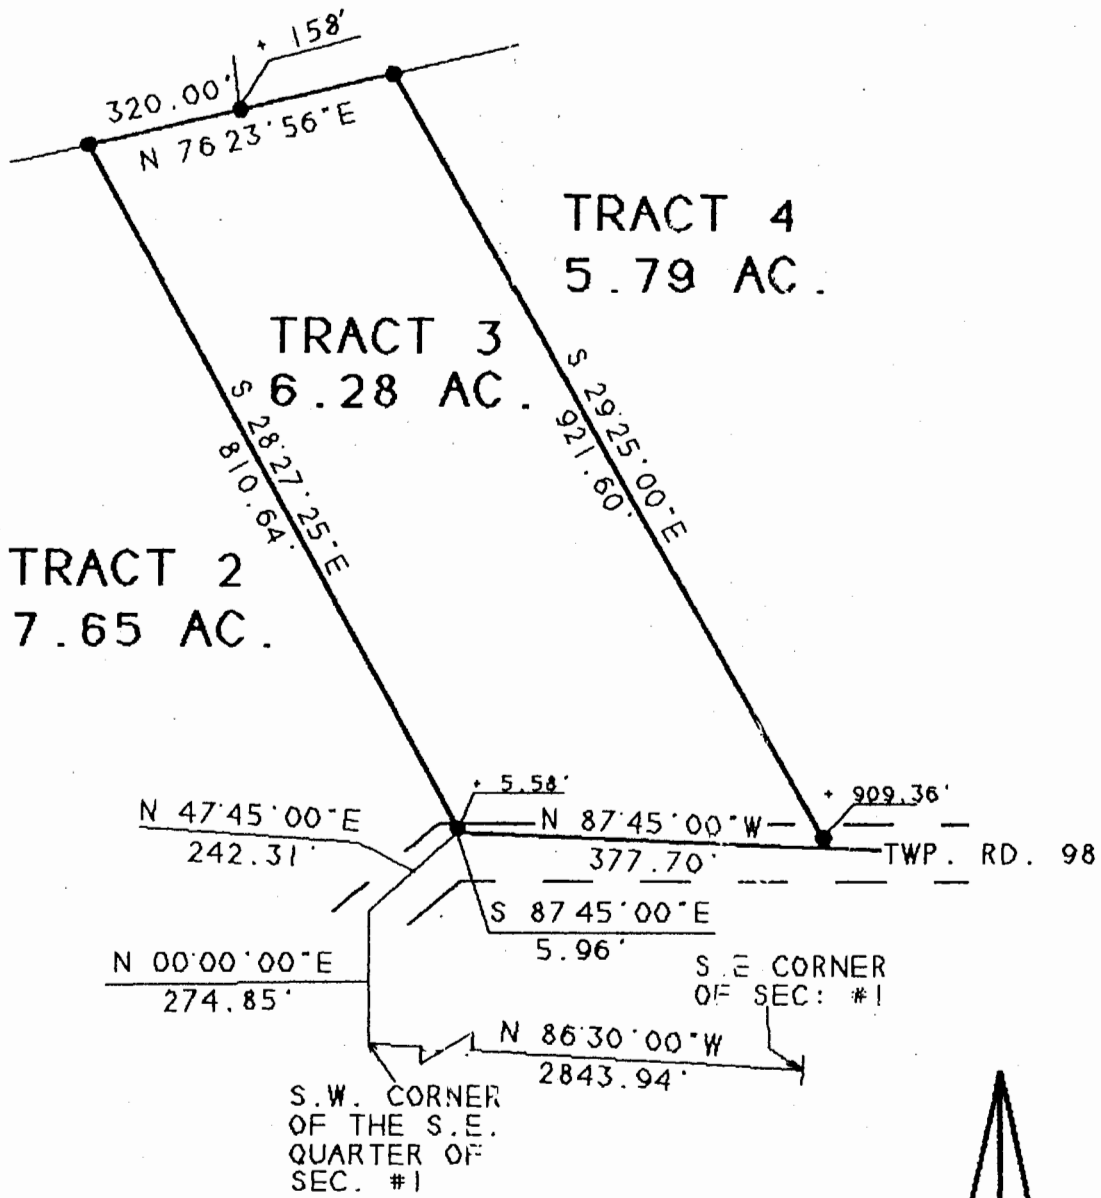 + 158'
320.00'
N 76 23'56"E
TRACT 4
5.79 AC.
TRACT 3
6.28 AC.
S 28°27'25"E
810.64'
S 29°25'00"E
921.60'
TRACT 2
7.65 AC.
+ 5.58'
+ 909.36'
N 47°45'00"E
242.31'
N 87°45'00"W
377.70'
TWP. RD. 98
S 87 45'00"E
5.96'
N 00°00'00"E
274.85'
S.E CORNER
OF SEC: #1
N 86°30'00"W
2843.94'
S.W. CORNER
OF THE S.E.
QUARTER OF
SEC. #1